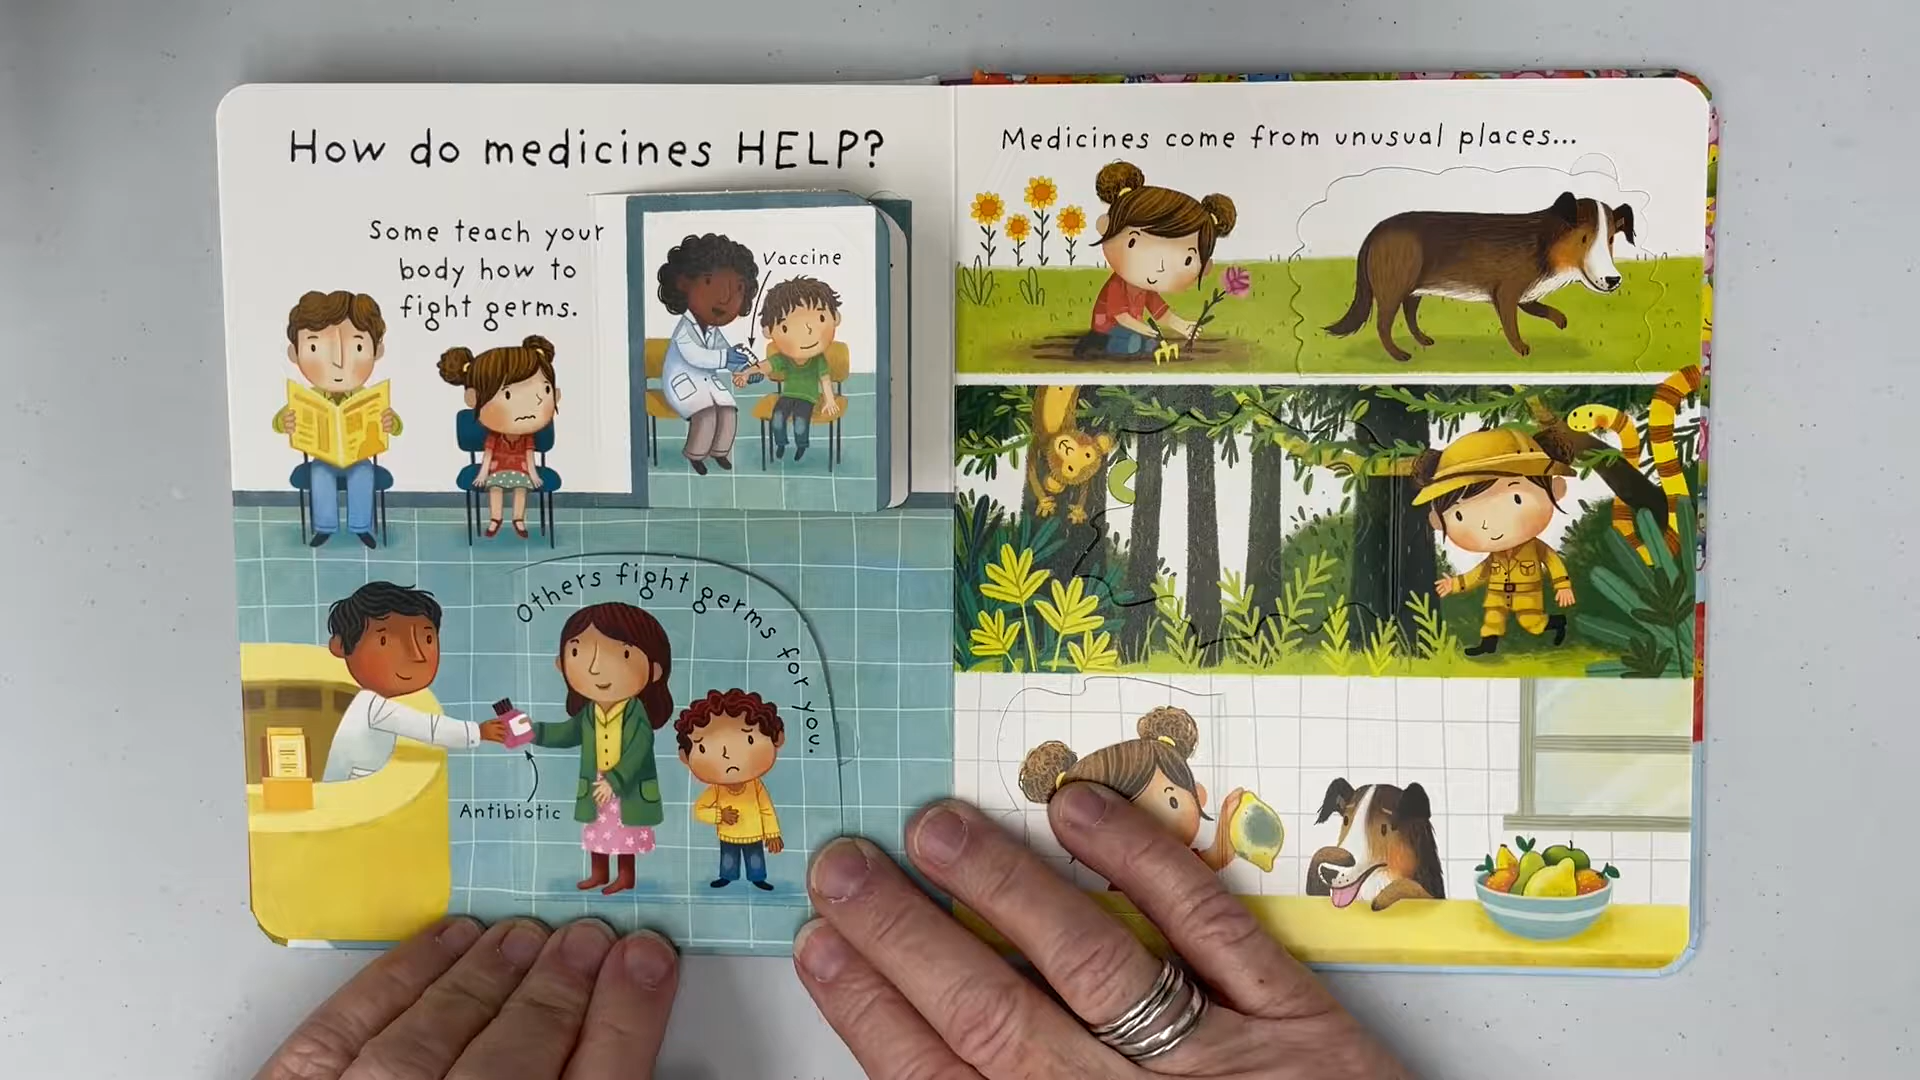 How do medicines HELP?
Some teach your
body how to
fight germs.
Vaccine
Others fight germs for you.
Antibiotic
Medicines come from unusual places...